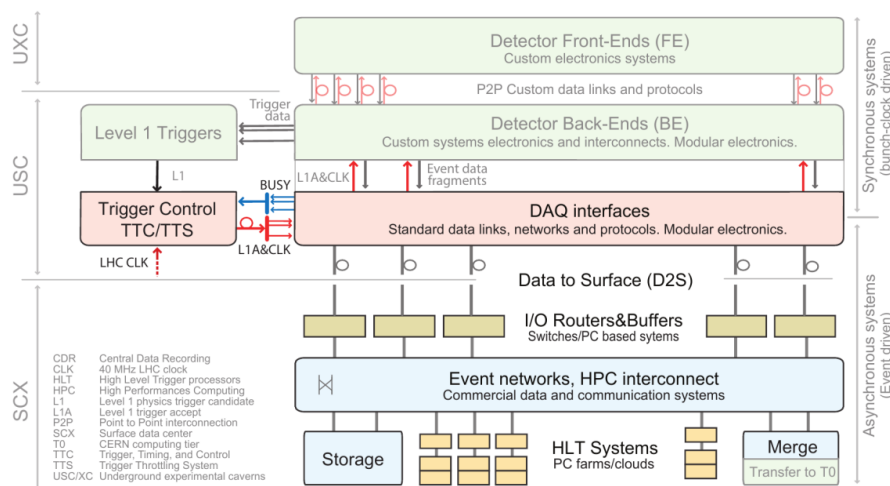 UXC
Detector Front-Ends (FE)
Custom electronics systems
P2P Custom data links and protocols
Synchronous systems
(bunch-clock driven)
USC
Trigger
data
Level 1 Triggers
Detector Back-Ends (BE)
Custom systems electronics and interconnects. Modular electronics.
L1
L1A&CLK
Event data
fragments
BUSY
Trigger Control
TTC/TTS
DAQ interfaces
Standard data links, networks and protocols. Modular electronics.
L1A&CLK
LHC CLK
Data to Surface (D2S)
I/O Routers&Buffers
Switches/PC based sytems
Asynchronous systems
(Event driven)
SCX
Event networks, HPC interconnect
Commercial data and communication systems
CDR Central Data Recording
CLK 40 MHz LHC clock
HLT High Level Trigger processors
HPC High Performances Computing
L1 Level 1 physics trigger candidate
L1A Level 1 trigger accept
P2P Point to Point interconnection
SCX Surface data center
T0 CERN computing tier
TTC Trigger, Timing, and Control
TTS Trigger Throttling System
USC/XC Underground experimental caverns
Storage
HLT Systems
PC farms/clouds
Merge
Transfer to T0